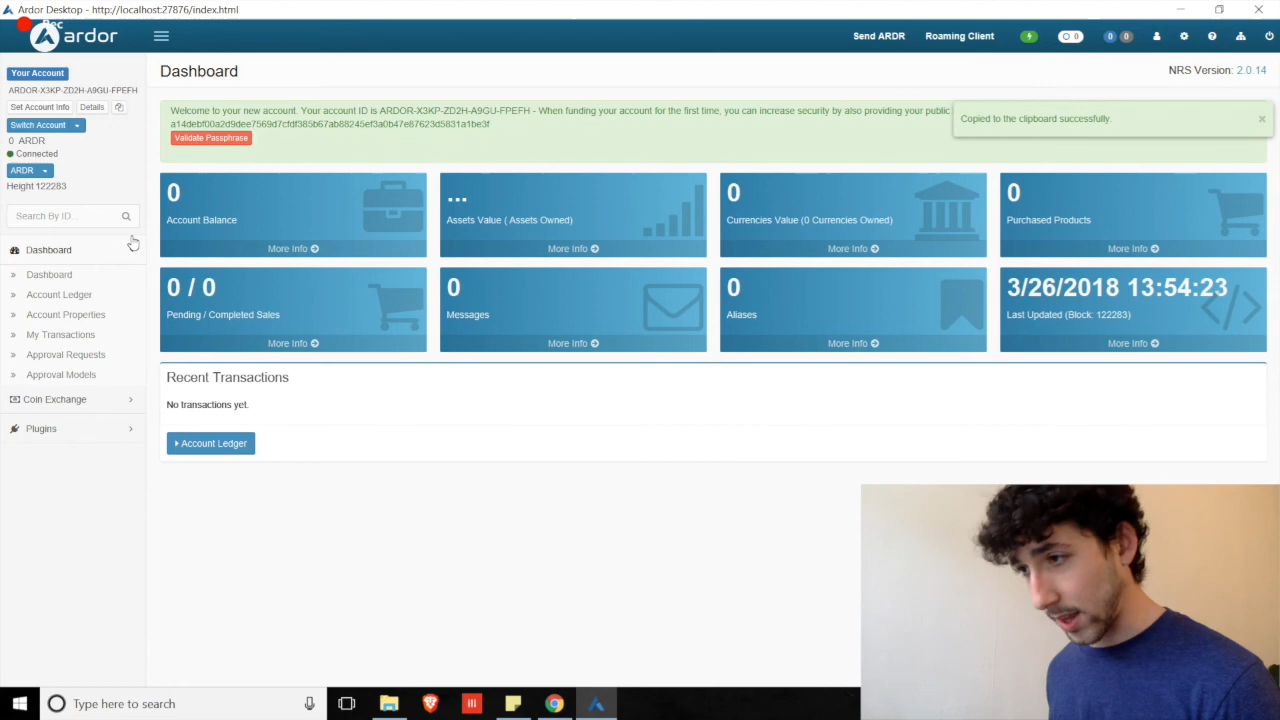 Ardor Desktop - http://localhost:27876/index.html
ardor
Send ARDR
Roaming Client
0
0 0
Your Account
ARDOR-X3KP-ZD2H-A9GU-FPEFH
Set Account Info
Details
Switch Account
0 ARDR
Connected
ARDR
Height 122283
Search By ID...
Dashboard
Dashboard
Account Ledger
Account Properties
My Transactions
Approval Requests
Approval Models
Coin Exchange
Plugins
Dashboard
NRS Version: 2.0.14
Welcome to your new account. Your account ID is ARDOR-X3KP-ZD2H-A9GU-FPEFH - When funding your account for the first time, you can increase security by also providing your public
a14debf00a2d9dee7569d7cfdf385b67ab88245ef3a0b47e87623d5831a1be3f
Validate Passphrase
Copied to the clipboard successfully.
×
0
Account Balance
More Info
...
Assets Value ( Assets Owned)
More Info
0
Currencies Value (0 Currencies Owned)
More Info
0
Purchased Products
More Info
0 / 0
Pending / Completed Sales
More Info
0
Messages
More Info
0
Aliases
More Info
3/26/2018 13:54:23
Last Updated (Block: 122283)
More Info
Recent Transactions
No transactions yet.
Account Ledger
Type here to search